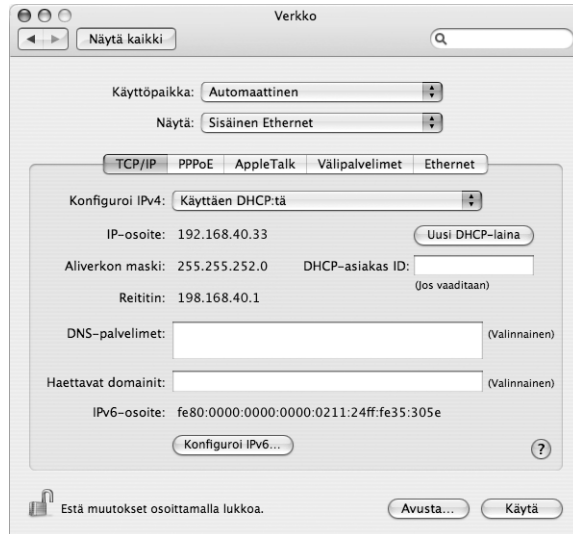 Verkko
Näytä kaikki
Käyttöpaikka: Automaattinen
Näytä: Sisäinen Ethernet
TCP/IP PPPoE AppleTalk Välipalvelimet Ethernet
Konfiguroi IPv4: Käyttäen DHCP:tä
IP-osoite: 192.168.40.33 Uusi DHCP-laina
Aliverkon maski: 255.255.252.0 DHCP-asiakas ID:
(Jos vaaditaan)
Reititin: 198.168.40.1
DNS-palvelimet: (Valinnainen)
Haettavat domainit: (Valinnainen)
IPv6-osoite: fe80:0000:0000:0000:0211:24ff:fe35:305e
Konfiguroi IPv6... ?
Estä muutokset osoittamalla lukkoa. Avusta... Käytä